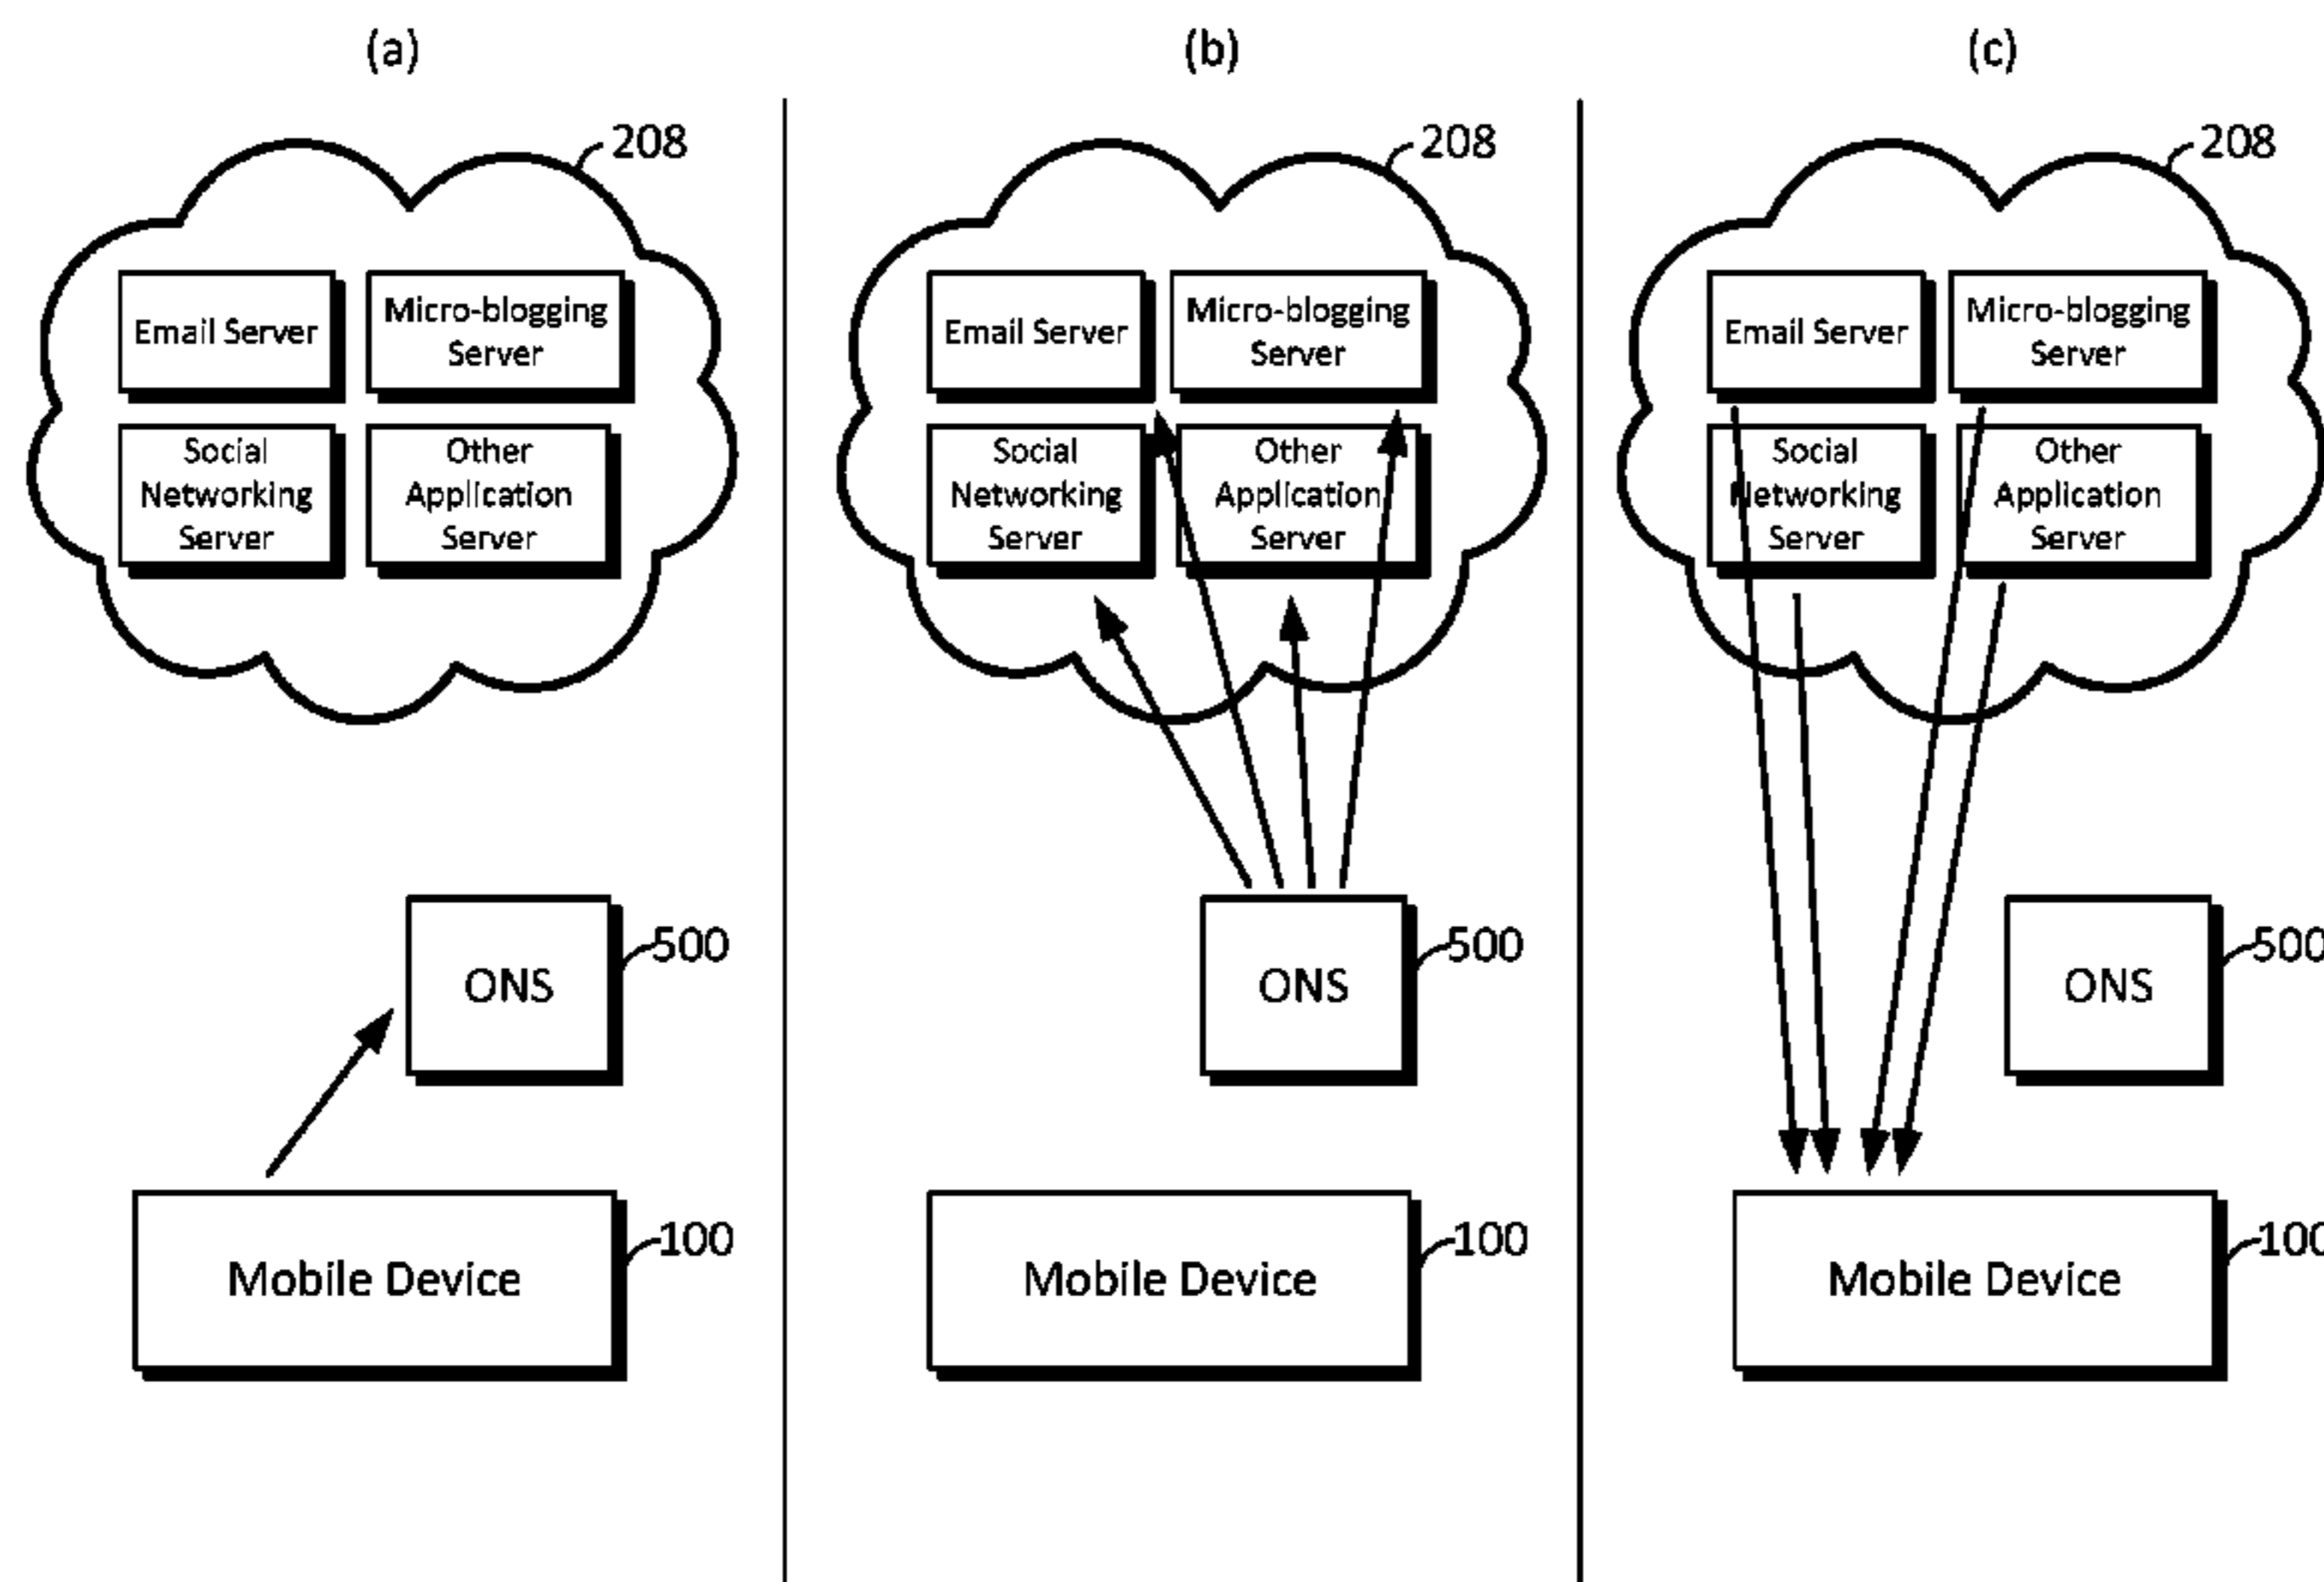 (a)
208
Email Server
Micro-blogging
Server
Social
Networking
Server
Other
Application
Server
ONS
500
Mobile Device
100
(b)
208
Email Server
Micro-blogging
Server
Social
Networking
Server
Other
Application
Server
ONS
500
Mobile Device
100
(c)
208
Email Server
Micro-blogging
Server
Social
Networking
Server
Other
Application
Server
ONS
500
Mobile Device
100